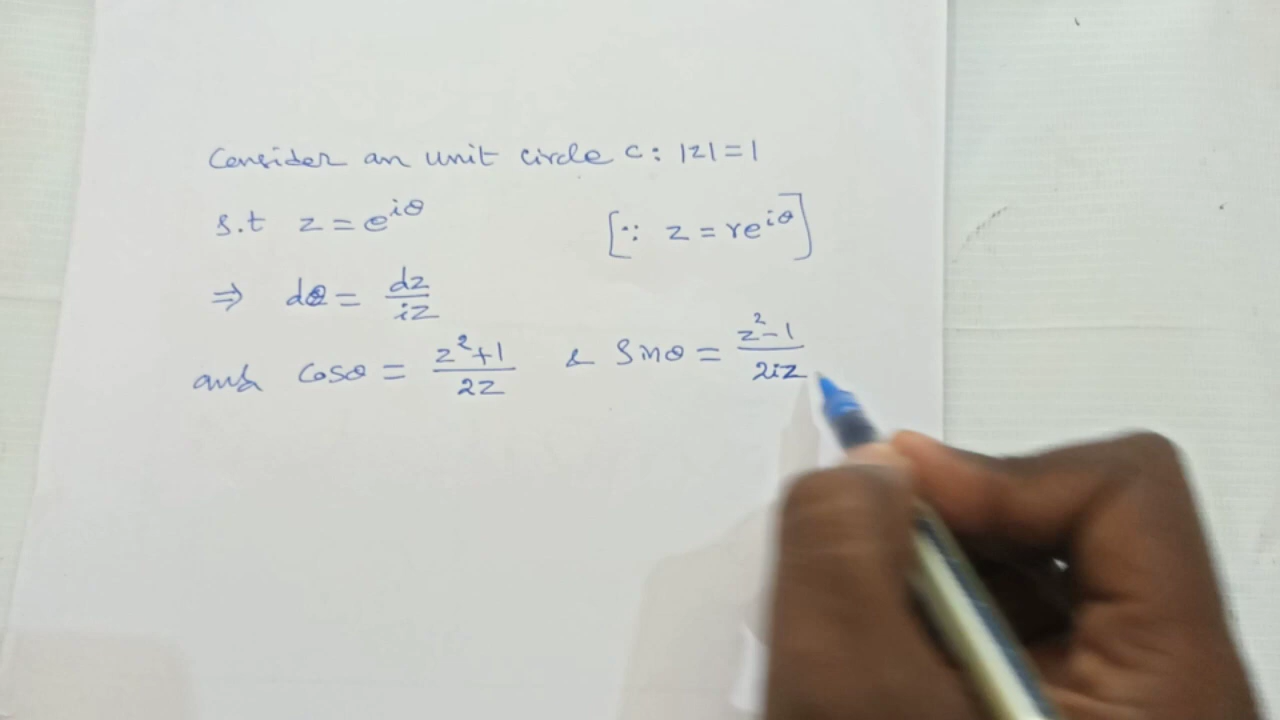 Consider an unit circle c: |z| = 1
s.t z = e^{iθ} [∵ z = re^{iθ}]
⇒ dθ = dz/iz
and cosθ = z²+1/2z & Sinθ = z²-1/2iz